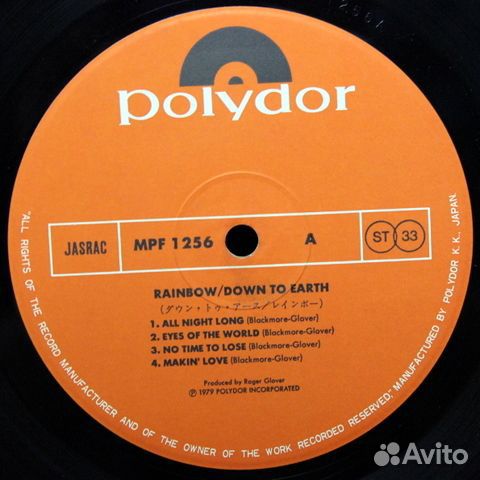 polydor
JASRAC
MPF 1256
A
ST 33
RAINBOW/DOWN TO EARTH
(ダウン・トゥ・アース/レインボー)
1. ALL NIGHT LONG (Blackmore-Glover)
2. EYES OF THE WORLD (Blackmore-Glover)
3. NO TIME TO LOSE (Blackmore-Glover)
4. MAKIN' LOVE (Blackmore-Glover)
Produced by Roger Glover
Ⓟ 1979 POLYDOR INCORPORATED
"ALL RIGHTS OF THE RECORD MANUFACTURER AND OF THE OWNER OF THE WORK RECORDED RESERVED." MANUFACTURED BY POLYDOR K.K., JAPAN
Avito